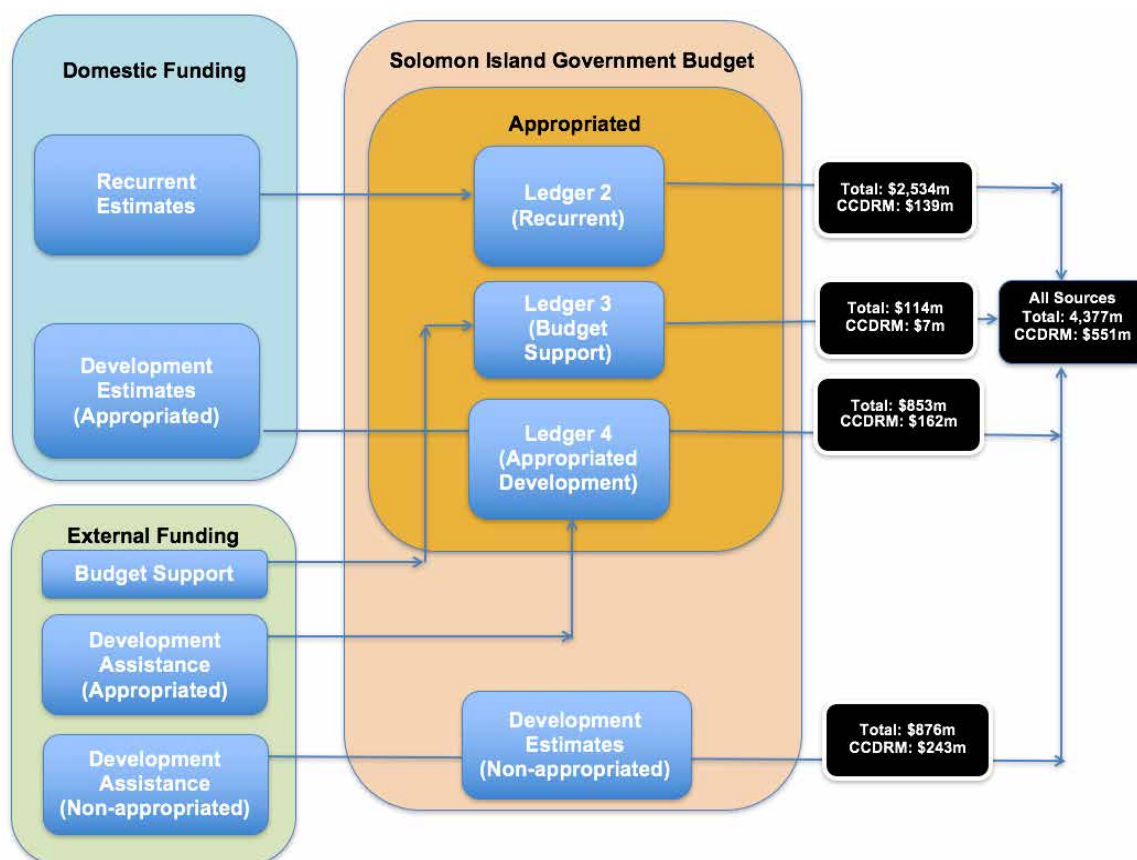 Domestic Funding
Recurrent
Estimates
Development
Estimates
(Appropriated)
External Funding
Budget Support
Development
Assistance
(Appropriated)
Development
Assistance
(Non-appropriated)
Solomon Island Government Budget
Appropriated
Ledger 2
(Recurrent)
Ledger 3
(Budget
Support)
Ledger 4
(Appropriated
Development)
Development
Estimates
(Non-appropriated)
Total: $2,534m
CCDRM: $139m
Total: $114m
CCDRM: $7m
Total: $853m
CCDRM: $162m
Total: $876m
CCDRM: $243m
All Sources
Total: 4,377m
CCDRM: $551m